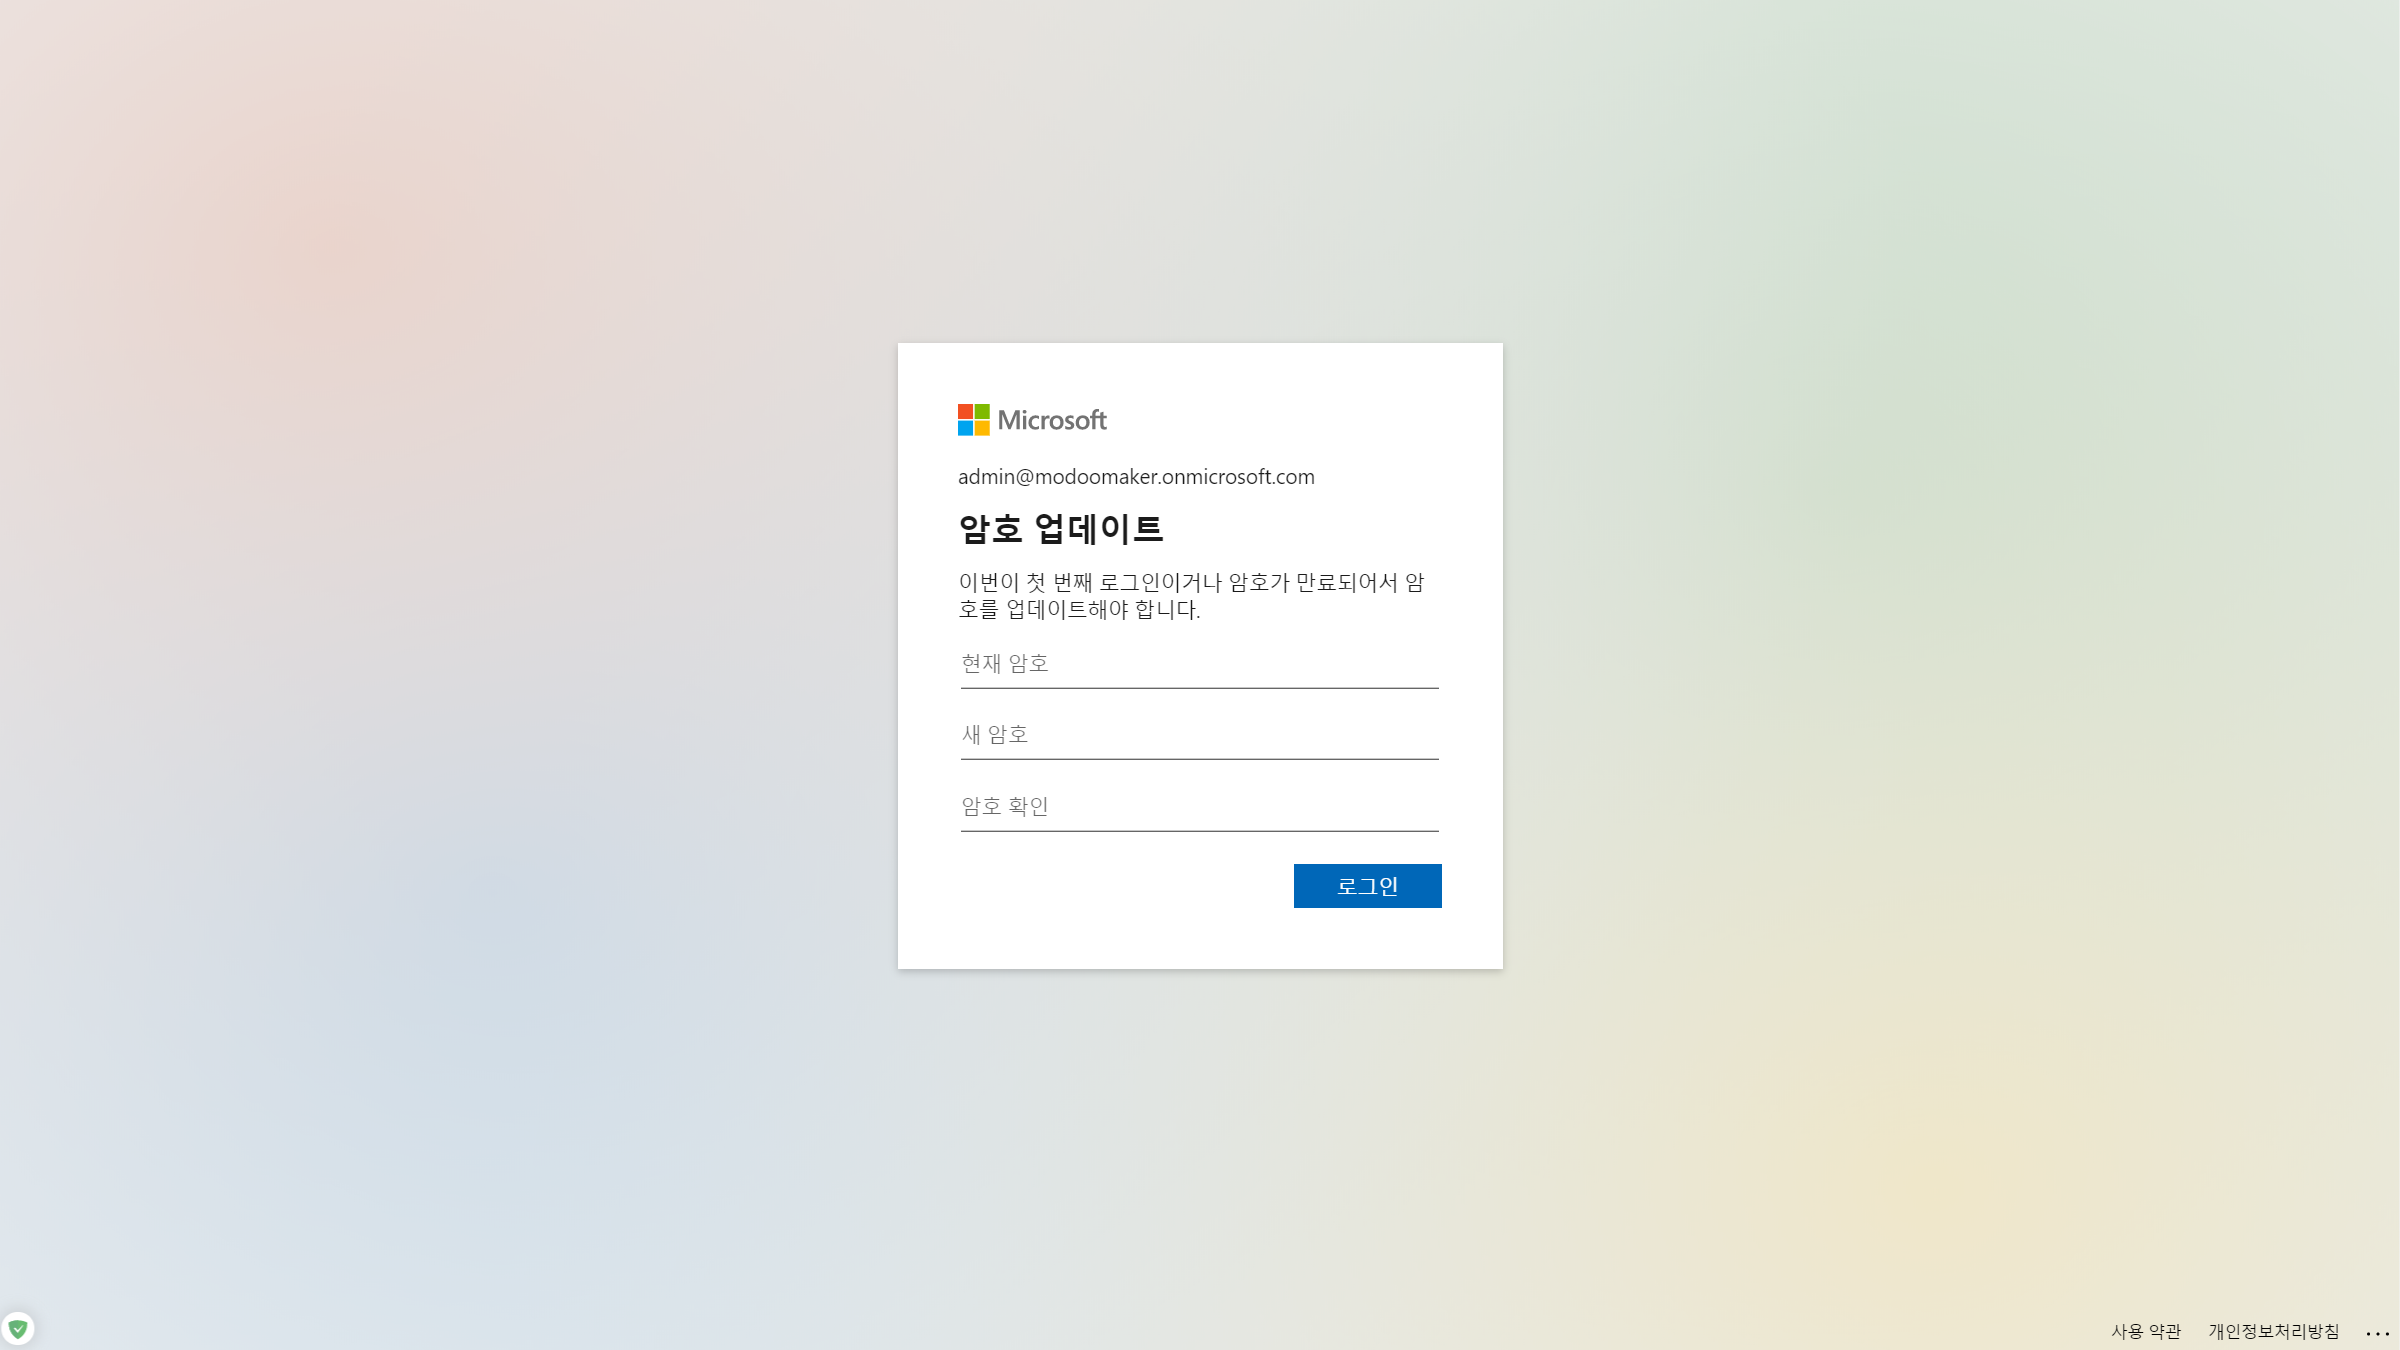 Microsoft
admin@modoomaker.onmicrosoft.com
암호 업데이트
이번이 첫 번째 로그인이거나 암호가 만료되어서 암
호를 업데이트해야 합니다.
현재 암호
새 암호
암호 확인
로그인
사용 약관 개인정보처리방침 ...